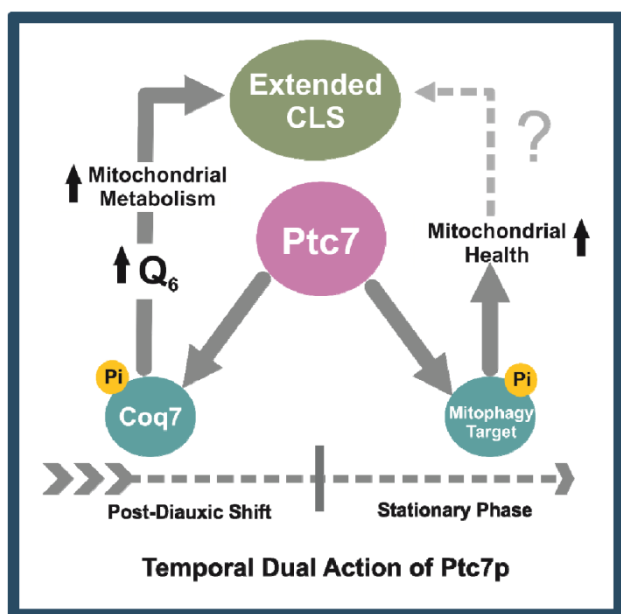 Extended
CLS
?
Mitochondrial
Metabolism
Ptc7
Mitochondrial
Health
Q6
Pi
Coq7
Pi
Mitophagy
Target
Post-Diauxic Shift
Stationary Phase
Temporal Dual Action of Ptc7p